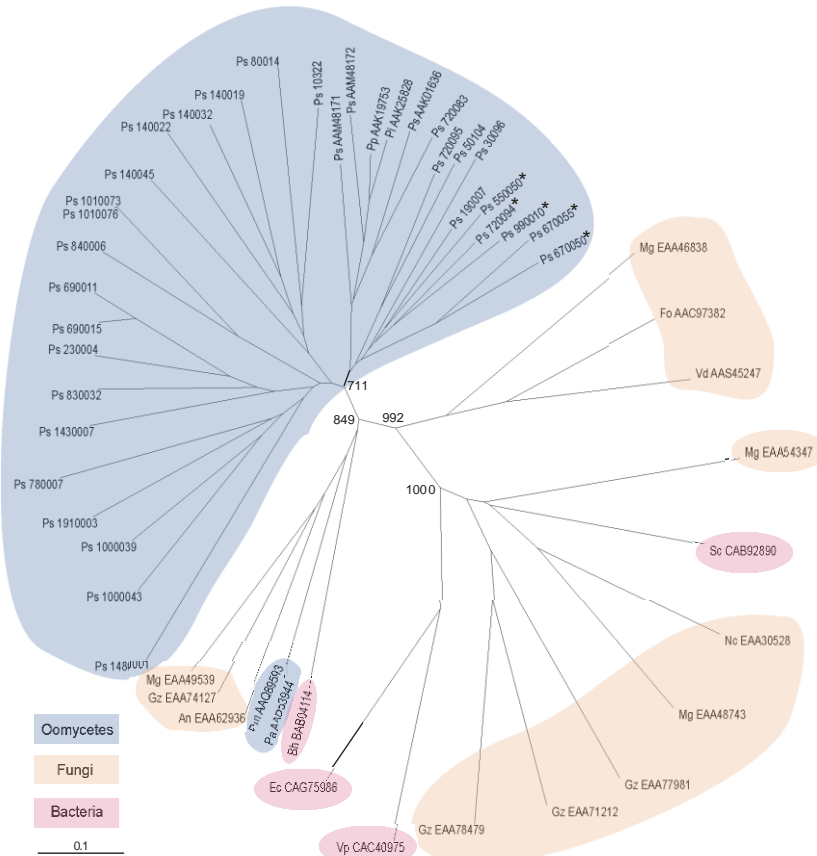 Ps 80014
Ps 10322
Ps AAM48171
Ps AAM48172
Pp AAK19753
Pi AAK25828
Ps AAK01636
Ps 720083
Ps 720095
Ps 50104
Ps 30096
Ps 190007
Ps 550050*
Ps 720094*
Ps 990010*
Ps 670055*
Ps 670050*
Ps 140019
Ps 140032
Ps 140022
Ps 140045
Ps 1010073
Ps 1010076
Ps 840006
Ps 690011
Ps 690015
Ps 230004
Ps 830032
Ps 1430007
Ps 780007
Ps 1910003
Ps 1000039
Ps 1000043
Ps
711
849
992
1000
Mg EAA46838
Fo AAC97382
Vd AAS45247
Mg EAA54347
Sc CAB92890
Nc EAA30528
Mg EAA48743
Gz EAA77981
Gz EAA71212
Gz EAA78479
Vp CAC40975
Ec CAG75986
Bh BAB04114
Pa AAD53944
AAQ89593
An EAA62936
Gz EAA74127
Mg EAA49539
Oomycetes
Fungi
Bacteria
0.1